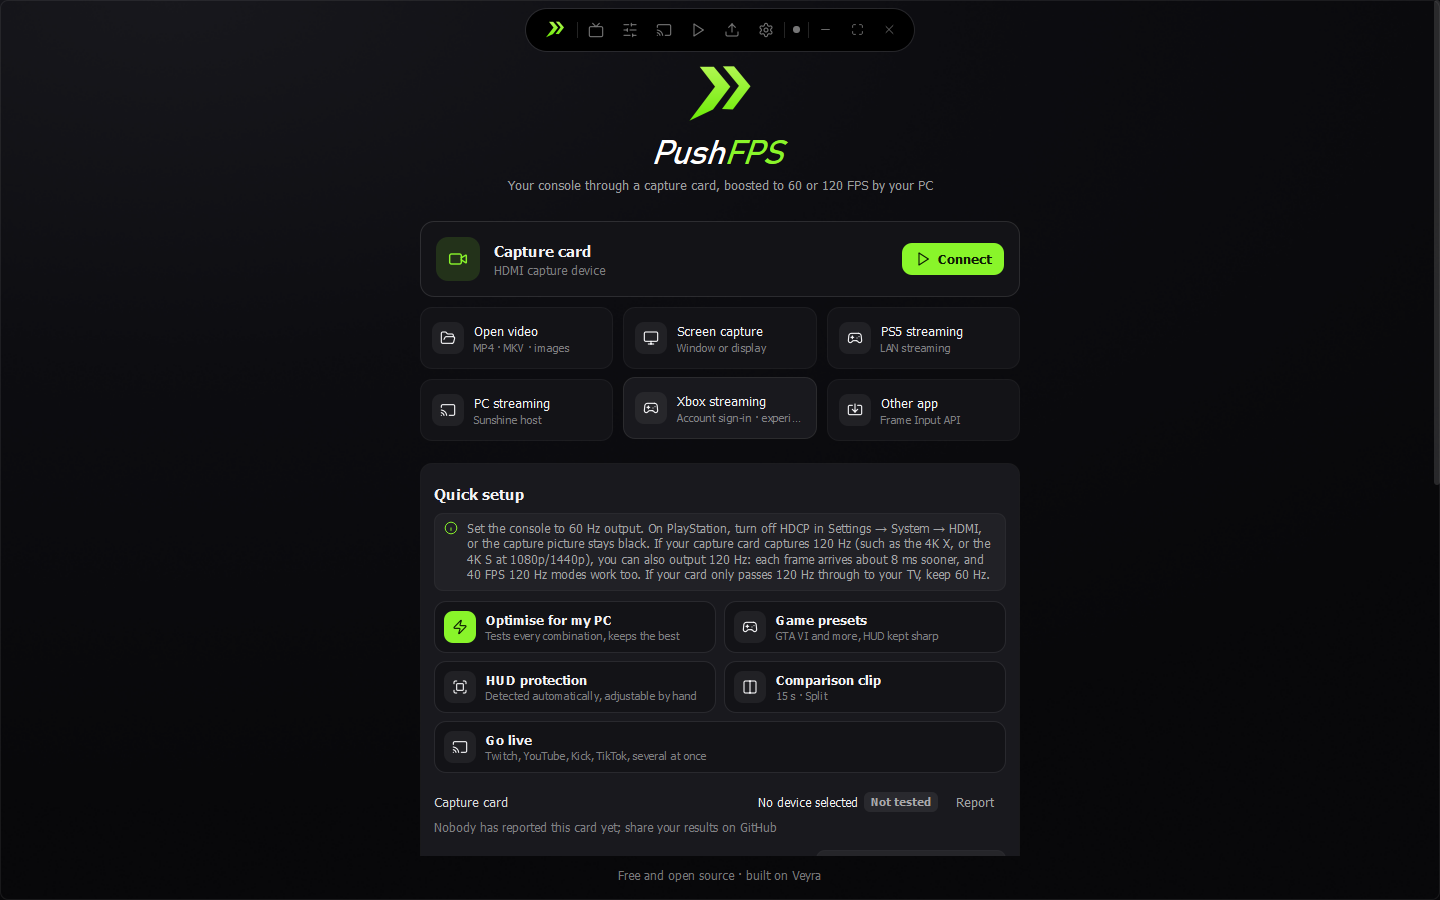 PushFPS
Your console through a capture card, boosted to 60 or 120 FPS by your PC
Capture card
HDMI capture device
Connect
Open video
MP4 · MKV · images
Screen capture
Window or display
PS5 streaming
LAN streaming
PC streaming
Sunshine host
Xbox streaming
Account sign-in · experi...
Other app
Frame Input API
Quick setup
Set the console to 60 Hz output. On PlayStation, turn off HDCP in Settings → System → HDMI,
or the capture picture stays black. If your capture card captures 120 Hz (such as the 4K X, or the
4K S at 1080p/1440p), you can also output 120 Hz: each frame arrives about 8 ms sooner, and
40 FPS 120 Hz modes work too. If your card only passes 120 Hz through to your TV, keep 60 Hz.
Optimise for my PC
Tests every combination, keeps the best
Game presets
GTA VI and more, HUD kept sharp
HUD protection
Detected automatically, adjustable by hand
Comparison clip
15 s · Split
Go live
Twitch, YouTube, Kick, TikTok, several at once
Capture card
No device selected
Not tested
Report
Nobody has reported this card yet; share your results on GitHub
Free and open source · built on Veyra